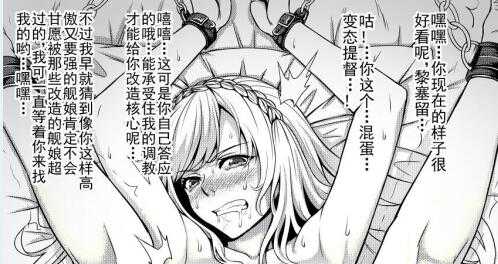 嘿嘿…你现在的样子很
好看呢，黎塞留…
咕！…你这个…混蛋
变态提督…！
嘻嘻…这可是你自己答应
的哦…能承受住我的调教
才能给你改造核心呢…
不过我早就猜到像你这样高
傲又要强的舰娘肯定不会
甘愿被那些改造的舰娘超
过的…我可一直等着你来找
我的哟…嘿嘿…